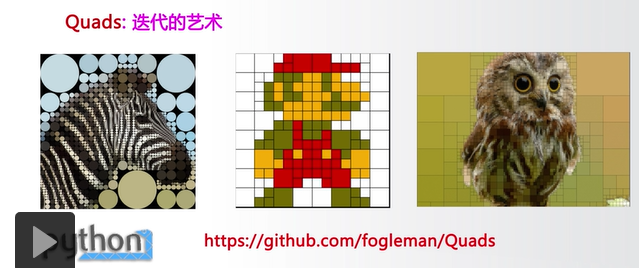 Quads: 迭代的艺术
python
https://github.com/fogleman/Quads